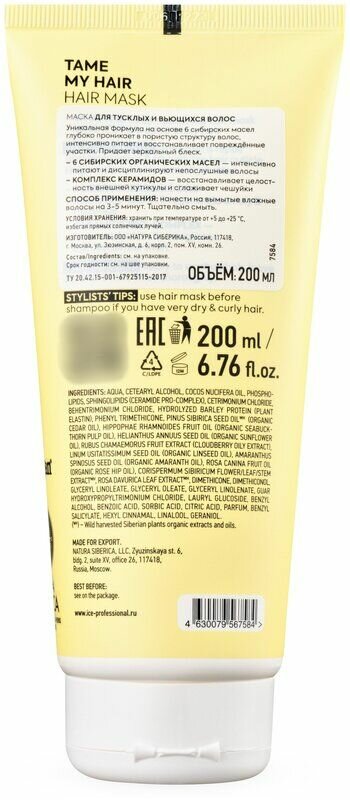 TAME
MY HAIR
HAIR MASK
МАСКА ДЛЯ ТУСКЛЫХ И ВЬЮЩИХСЯ ВОЛОС
Уникальная формула на основе 6 сибирских масел
глубоко проникает в пористую структуру волос,
интенсивно питает и восстанавливает повреждённые
участки. Придает зеркальный блеск.
– 6 СИБИРСКИХ ОРГАНИЧЕСКИХ МАСЕЛ — интенсивно
питают и дисциплинируют непослушные волосы
– КОМПЛЕКС КЕРАМИДОВ — восстанавливает целост-
ность внешней кутикулы и сглаживает чешуйки
СПОСОБ ПРИМЕНЕНИЯ: нанести на вымытые влажные
волосы на 3-5 минут. Тщательно смыть.
УСЛОВИЯ ХРАНЕНИЯ: хранить при температуре от +5 до +25 °C,
избегая прямых солнечных лучей.
ИЗГОТОВИТЕЛЬ: ООО «НАТУРА СИБЕРИКА», Россия, 117418,
г. Москва, ул. Зюзинская, д. 6, корп. 2, пом. XV, комн. 26.
Изготовлено: см. на шве упаковки.
Срок годности: см. на шве упаковки.
ТУ 20.42.15-001-67925115-2017
ОБЪЁМ: 200 МЛ
7584
STYLISTS' TIPS: use hair mask before
shampoo if you have very dry & curly hair.
EAC
200 ml /
6.76 fl.oz.
4
C/LDPE
12M
INGREDIENTS: AQUA, CETEARYL ALCOHOL, COCOS NUCIFERA OIL, PHOSPHO-
LIPIDS, SPHINGOLIPIDS (CERAMIDE PRO-COMPLEX), CETRIMONIUM CHLORIDE,
BEHENTRIMONIUM CHLORIDE, HYDROLYZED BARLEY PROTEIN (PLANT
ELASTIN), PHENYL TRIMETHICONE, PINUS SIBIRICA SEED OILᵂᴴ (ORGANIC
CEDAR OIL), HIPPOPHAE RHAMNOIDES FRUIT OIL (ORGANIC SEABUCK-
THORN PULP OIL), HELIANTHUS ANNUUS SEED OIL (ORGANIC SUNFLOWER
OIL), RUBUS CHAMAEMORUS FRUIT EXTRACT (CLOUDBERRY OILY EXTRACT),
LINUM USITATISSIMUM SEED OIL (ORGANIC LINSEED OIL), AMARANTHUS
SPINOSUS SEED OIL (ORGANIC AMARANTH OIL), ROSA CANINA FRUIT OIL
(ORGANIC ROSE HIP OIL), CORISPERMUM SIBIRICUM FLOWER/LEAF/STEM
EXTRACTᵂᴴ, ROSA DAVURICA LEAF EXTRACTᵂᴴ, DIMETHICONE, DIMETHICONOL,
GLYCERYL LINOLEATE, GLYCERYL OLEATE, GLYCERYL LINOLENATE, GUAR
HYDROXYPROPYLTRIMONIUM CHLORIDE, LAURYL GLUCOSIDE, BENZYL
ALCOHOL, BENZOIC ACID, SORBIC ACID, CITRIC ACID, PARFUM, BENZYL
SALICYLATE, HEXYL CINNAMAL, LINALOOL, GERANIOL.
(ᵂᴴ) – Wild harvested Siberian plants organic extracts and oils.
MADE FOR EXPORT.
NATURA SIBERICA, LLC, Zyuzinskaya st. 6,
bldg. 2, suite XV, office 26, 117418,
Russia, Moscow.
BEST BEFORE:
see on the package.
www.ice-professional.ru
4 630079 567584 >